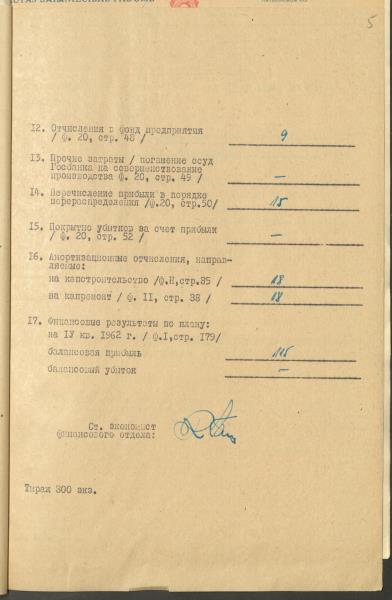 5
12. Отчисления в фонд предприятия
/ Ф. 20, стр. 48 / 9
13. Прочие затраты / погашение ссуд
Госбанка на совершенствование
производства Ф. 20, стр. 49 / —
14. Перечисление прибыли в порядке
перераспределения /Ф.20, стр.50/ 15
15. Покрытие убытков за счет прибыли
/ Ф. 20, стр. 52 / —
16. Амортизационные отчисления, направ-
ляемые:
на капстроительство /Ф.Н,стр.35 / 18
на капремонт / Ф. II, стр. 38 / 18
17. Финансовые результаты по плану:
на IУ кв. 1962 г. / Ф.I,стр. 179/
балансовая прибыль 115
балансовый убыток —
Ст. экономист
финансового отдела:
Тираж 300 экз.